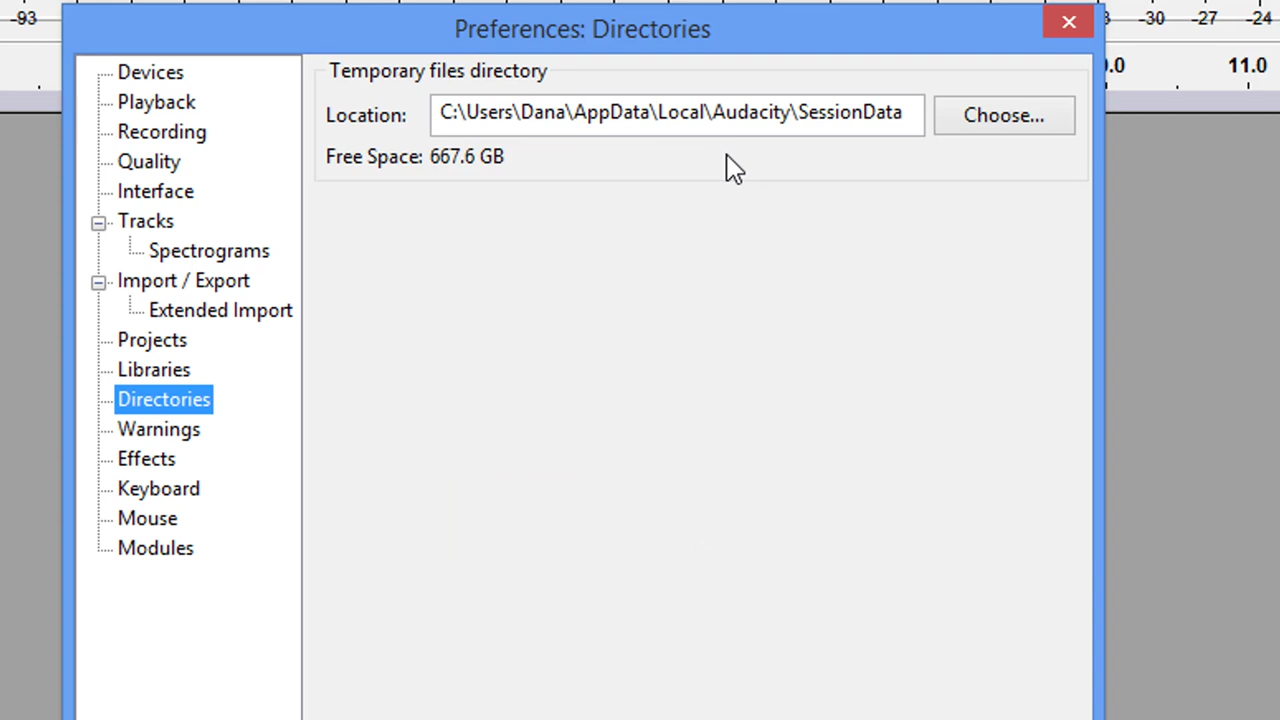 -93
-30 -27 -24
Preferences: Directories
11.0
Devices
Playback
Recording
Quality
Interface
Tracks
Spectrograms
Import / Export
Extended Import
Projects
Libraries
Directories
Warnings
Effects
Keyboard
Mouse
Modules
Temporary files directory
Location: C:\Users\Dana\AppData\Local\Audacity\SessionData Choose...
Free Space: 667.6 GB